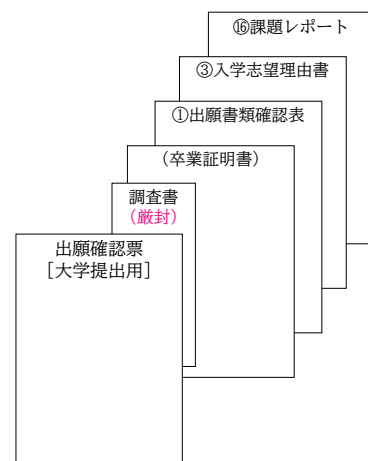 ⑯課題レポート
③入学志望理由書
①出願書類確認表
(卒業証明書)
調査書
(厳封)
出願確認票
[大学提出用]